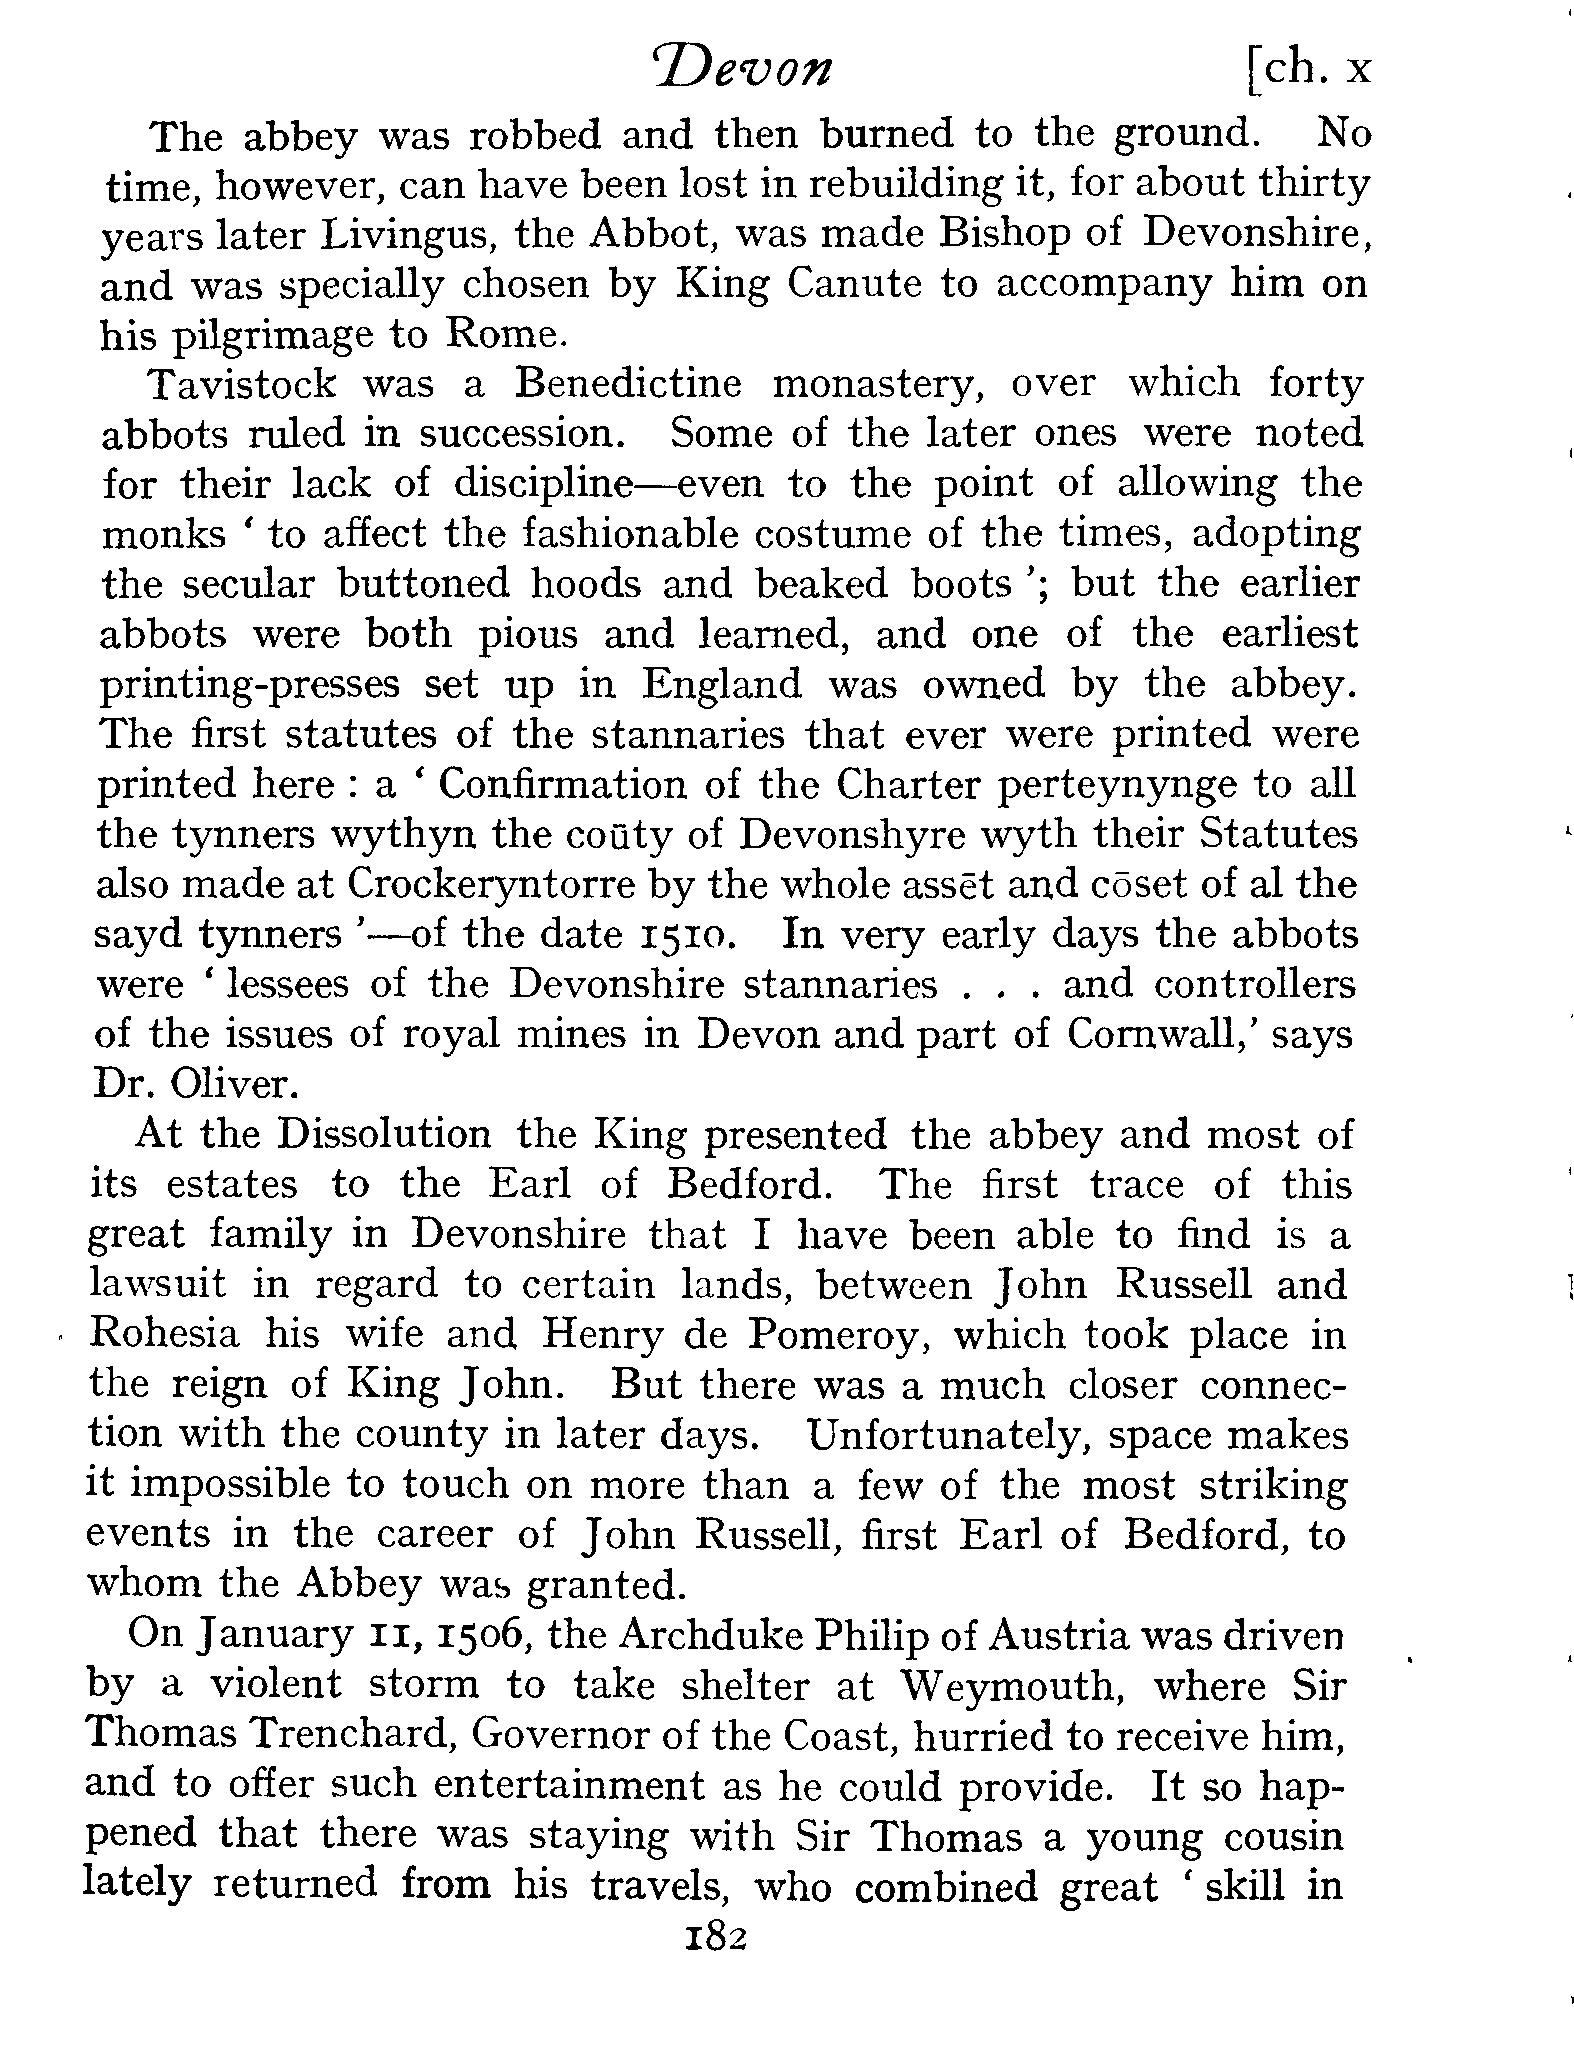 Devon [ch. x
The abbey was robbed and then burned to the ground. No
time, however, can have been lost in rebuilding it, for about thirty
years later Livingus, the Abbot, was made Bishop of Devonshire,
and was specially chosen by King Canute to accompany him on
his pilgrimage to Rome.
Tavistock was a Benedictine monastery, over which forty
abbots ruled in succession. Some of the later ones were noted
for their lack of discipline—even to the point of allowing the
monks ‘ to affect the fashionable costume of the times, adopting
the secular buttoned hoods and beaked boots ’; but the earlier
abbots were both pious and learned, and one of the earliest
printing-presses set up in England was owned by the abbey.
The first statutes of the stannaries that ever were printed were
printed here : a ‘ Confirmation of the Charter perteynynge to all
the tynners wythyn the coūty of Devonshyre wyth their Statutes
also made at Crockeryntorre by the whole assēt and cōset of al the
sayd tynners ’—of the date 1510. In very early days the abbots
were ‘ lessees of the Devonshire stannaries . . . and controllers
of the issues of royal mines in Devon and part of Cornwall,’ says
Dr. Oliver.
At the Dissolution the King presented the abbey and most of
its estates to the Earl of Bedford. The first trace of this
great family in Devonshire that I have been able to find is a
lawsuit in regard to certain lands, between John Russell and
Rohesia his wife and Henry de Pomeroy, which took place in
the reign of King John. But there was a much closer connec-
tion with the county in later days. Unfortunately, space makes
it impossible to touch on more than a few of the most striking
events in the career of John Russell, first Earl of Bedford, to
whom the Abbey was granted.
On January 11, 1506, the Archduke Philip of Austria was driven
by a violent storm to take shelter at Weymouth, where Sir
Thomas Trenchard, Governor of the Coast, hurried to receive him,
and to offer such entertainment as he could provide. It so hap-
pened that there was staying with Sir Thomas a young cousin
lately returned from his travels, who combined great ‘ skill in
182